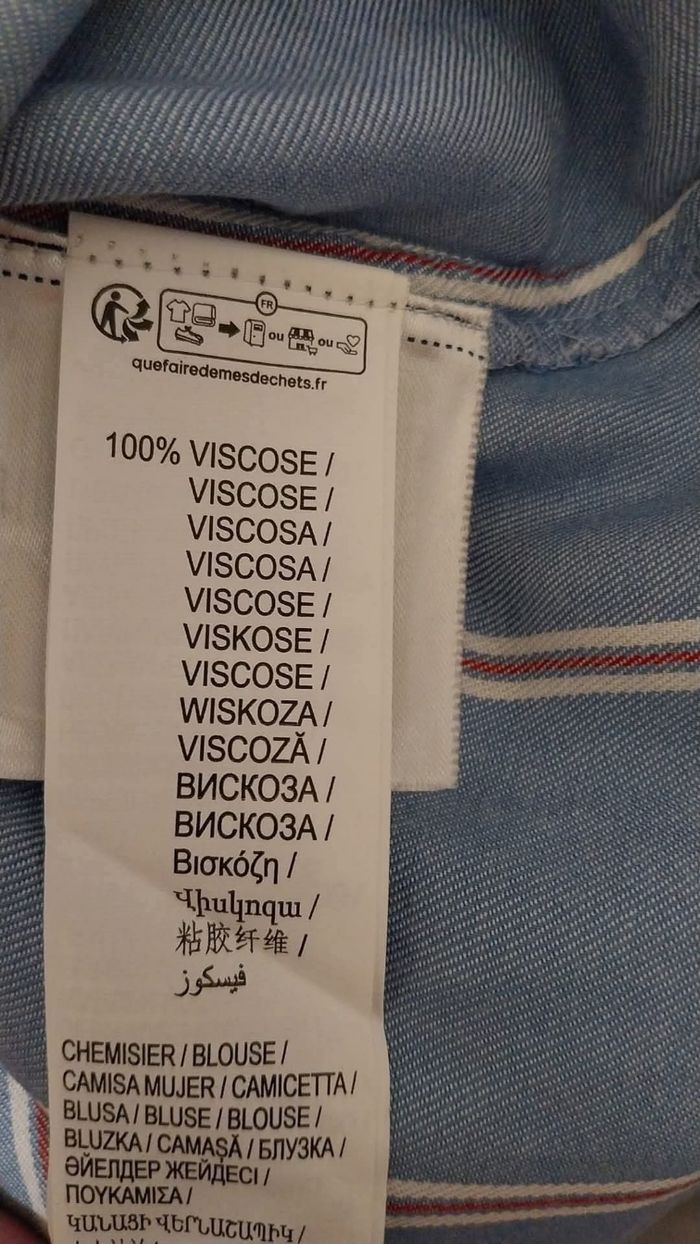 FR
ou
ou
quefairedemesdechets.fr
100% VISCOSE /
VISCOSE /
VISCOSA /
VISCOSA /
VISCOSE /
VISKOSE /
VISCOSE /
WISKOZA /
VISCOZĂ /
ВИСКОЗА /
ВИСКОЗА /
Βισκόζη /
Վիսկոզա /
粘胶纤维 /
فيسكوز
CHEMISIER / BLOUSE /
CAMISA MUJER / CAMICETTA /
BLUSA / BLUSE / BLOUSE /
BLUZKA / CAMAȘĂ / БЛУЗКА /
ӘЙЕЛДЕР ЖЕЙДЕСІ /
ΠΟΥΚΑΜΙΣΑ /
ԿԱՆԱՑԻ ՎԵՐՆԱՇԱՊԻԿ /